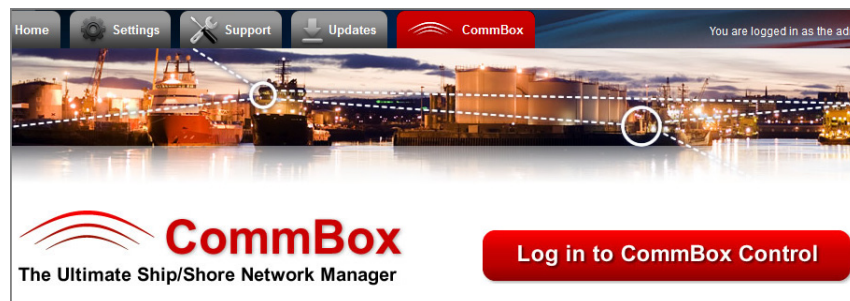 Home Settings Support Updates CommBox You are logged in as the ad
CommBox
The Ultimate Ship/Shore Network Manager
Log in to CommBox Control